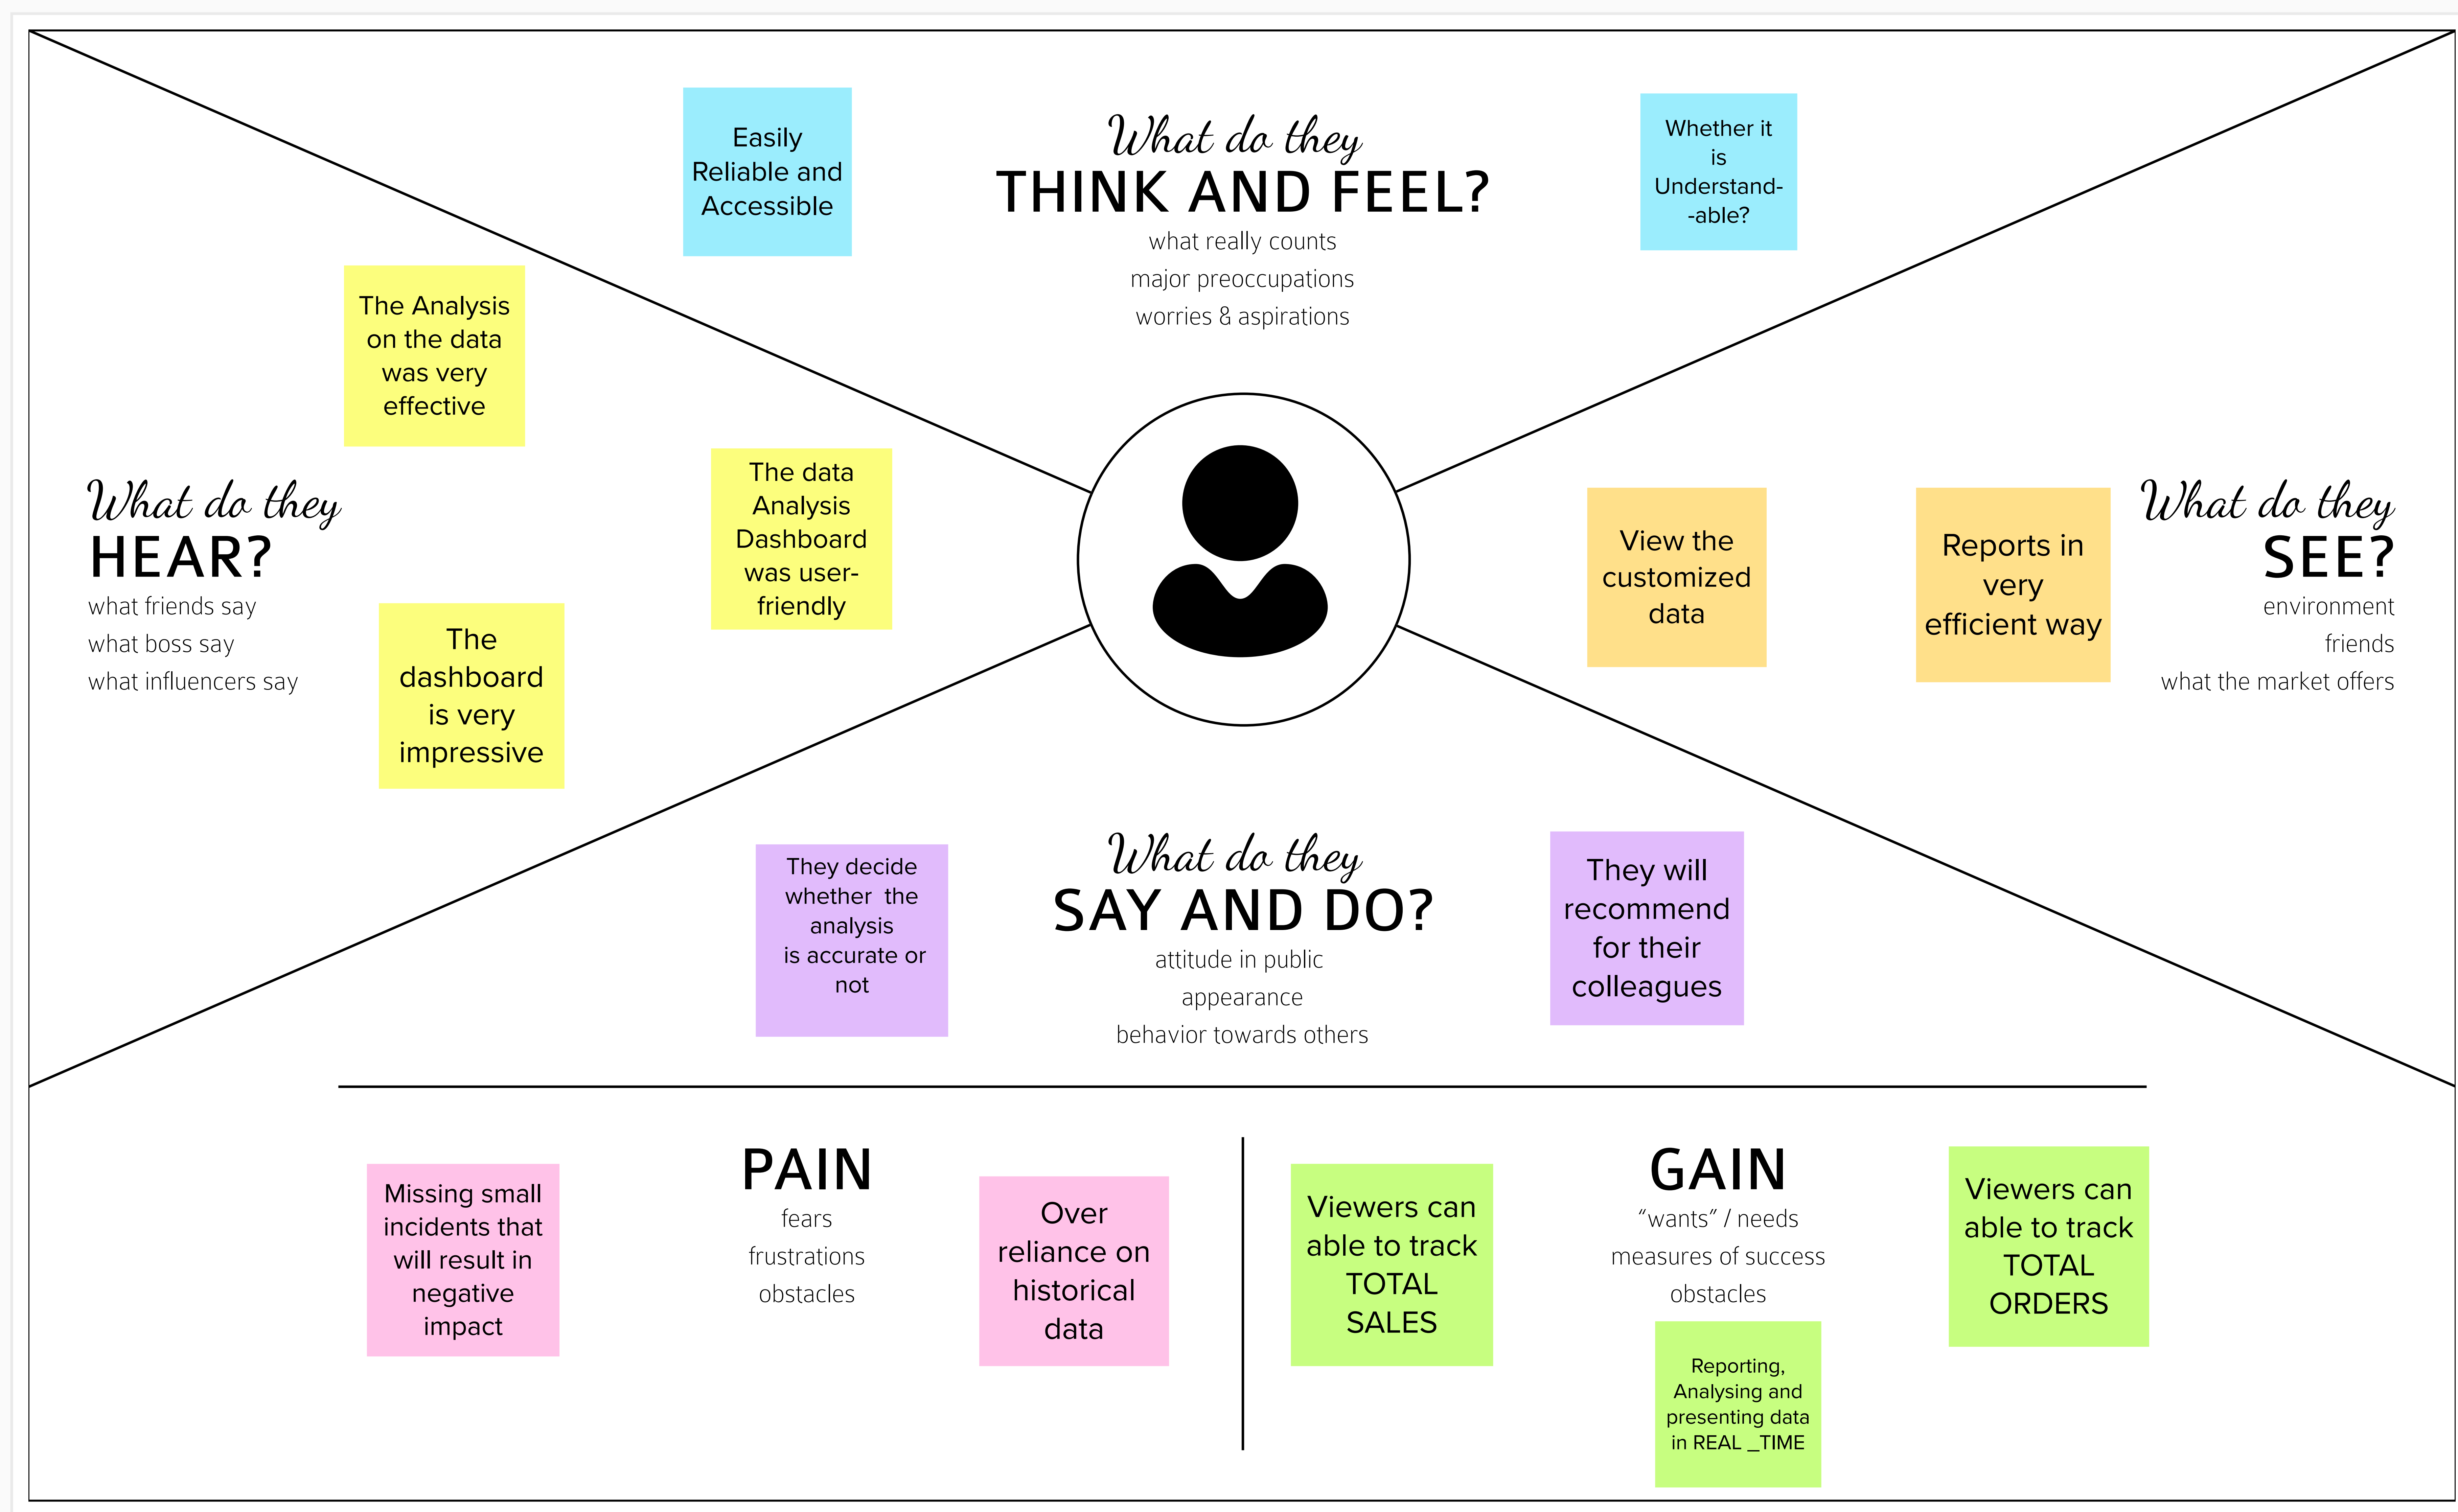 Easily
Reliable and
Accessible
What do they
THINK AND FEEL?
what really counts
major preoccupations
worries & aspirations
Whether it
is
Understand-
-able?
The Analysis
on the data
was very
effective
The data
Analysis
Dashboard
was user-
friendly
What do they
HEAR?
what friends say
what boss say
what influencers say
The
dashboard
is very
impressive
View the
customized
data
Reports in
very
efficient way
What do they
SEE?
environment
friends
what the market offers
They decide
whether  the
analysis
is accurate or
not
What do they
SAY AND DO?
attitude in public
appearance
behavior towards others
They will
recommend
for their
colleagues
Missing small
incidents that
will result in
negative
impact
PAIN
fears
frustrations
obstacles
Over
reliance on
historical
data
Viewers can
able to track
TOTAL
SALES
GAIN
“wants” / needs
measures of success
obstacles
Reporting,
Analysing and
presenting data
in REAL _TIME
Viewers can
able to track
TOTAL
ORDERS